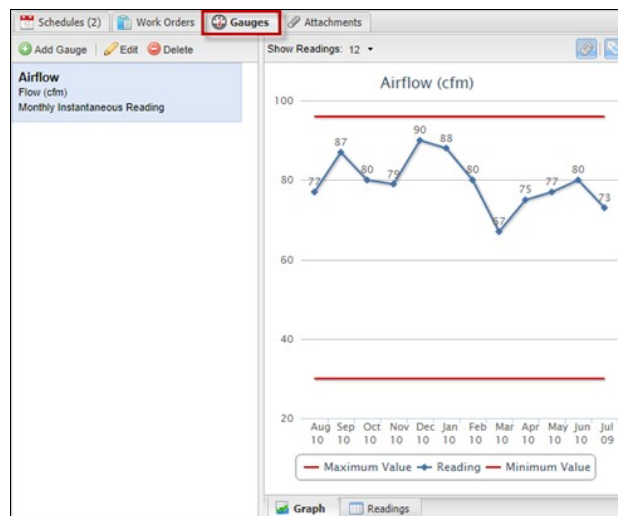 Schedules (2) Work Orders Gauges Attachments
Add Gauge Edit Delete
Show Readings: 12
Airflow
Flow (cfm)
Monthly Instantaneous Reading
Airflow (cfm)
100
80
60
40
20
77 87 80 79 90 88 80 67 75 77 80 73
Aug Sep Oct Nov Dec Jan Feb Mar Apr May Jun Jul
10 10 10 10 10 10 10 10 10 10 10 09
Maximum Value Reading Minimum Value
Graph Readings